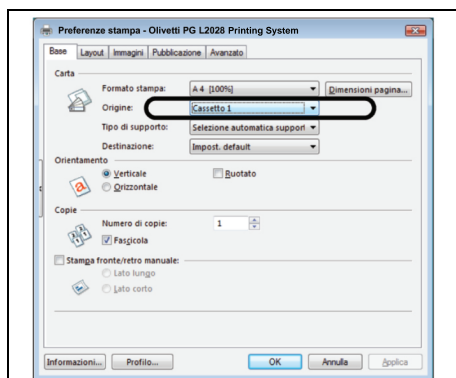 Preferenze stampa - Olivetti PG L2028 Printing System
Base Layout Immagini Pubblicazione Avanzato
Carta
Formato stampa: A4 [100%] Dimensioni pagina...
Origine: Cassetto 1
Tipo di supporto: Selezione automatica support
Destinazione: Impost. default
Orientamento
Verticale Ruotato
Orizzontale
Copie
Numero di copie: 1
Fascicola
Stampa fronte/retro manuale:
Lato lungo
Lato corto
Informazioni... Profilo... OK Annulla Applica